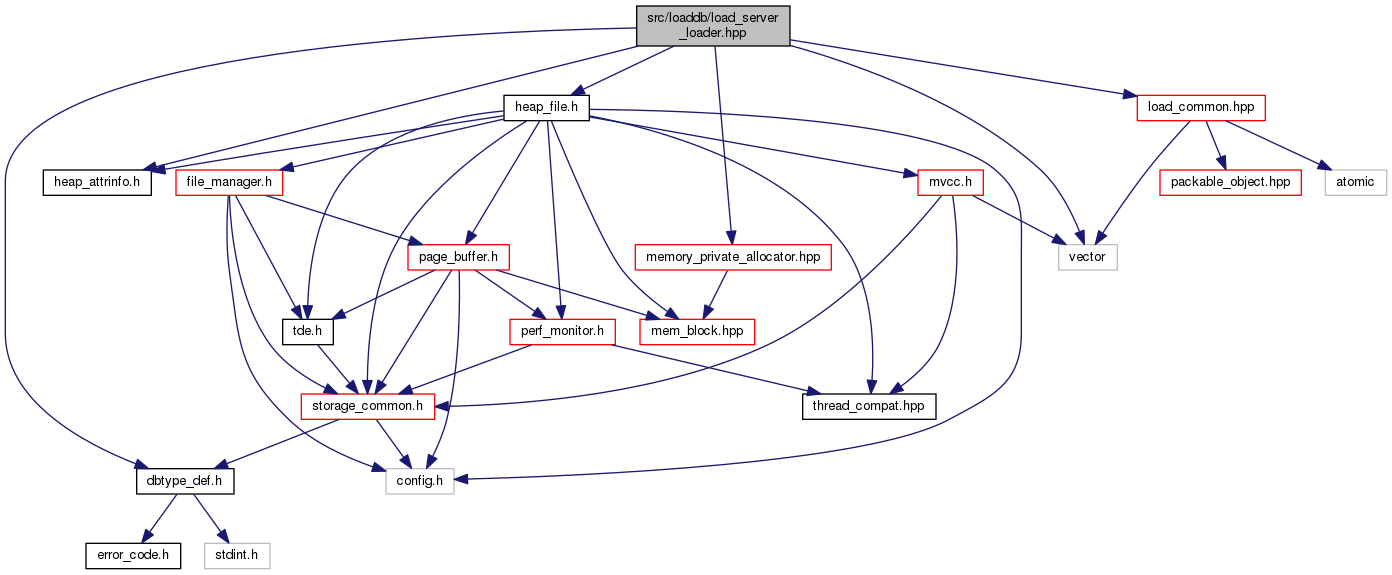 src/loaddb/load_server
_loader.hpp
heap_file.h
load_common.hpp
heap_attrinfo.h
file_manager.h
mvcc.h
packable_object.hpp
atomic
page_buffer.h
memory_private_allocator.hpp
vector
tde.h
perf_monitor.h
mem_block.hpp
storage_common.h
thread_compat.hpp
dbtype_def.h
config.h
error_code.h
stdint.h